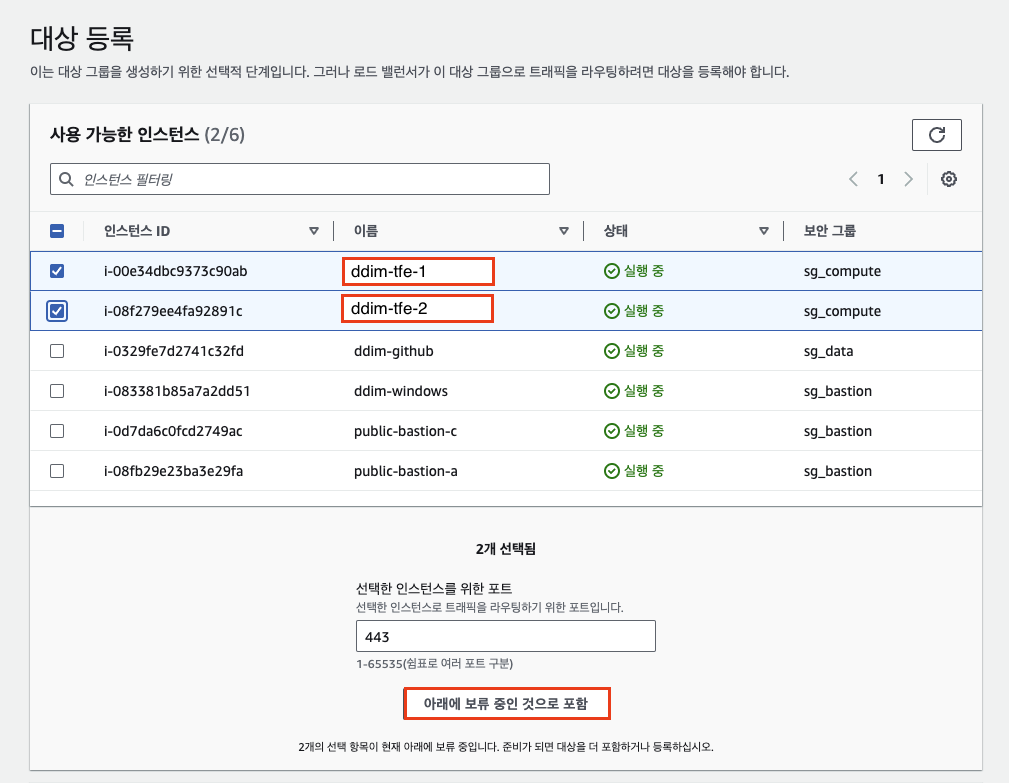 대상 등록
이는 대상 그룹을 생성하기 위한 선택적 단계입니다. 그러나 로드 밸런서가 이 대상 그룹으로 트래픽을 라우팅하려면 대상을 등록해야 합니다.
사용 가능한 인스턴스 (2/6)
인스턴스 필터링
1
인스턴스 ID 이름 상태 보안 그룹
i-00e34dbc9373c90ab ddim-tfe-1 실행 중 sg_compute
i-08f279ee4fa92891c ddim-tfe-2 실행 중 sg_compute
i-0329fe7d2741c32fd ddim-github 실행 중 sg_data
i-083381b85a7a2dd51 ddim-windows 실행 중 sg_bastion
i-0d7da6c0fcd2749ac public-bastion-c 실행 중 sg_bastion
i-08fb29e23ba3e29fa public-bastion-a 실행 중 sg_bastion
2개 선택됨
선택한 인스턴스를 위한 포트
선택한 인스턴스로 트래픽을 라우팅하기 위한 포트입니다.
443
1-65535(쉼표로 여러 포트 구분)
아래에 보류 중인 것으로 포함
2개의 선택 항목이 현재 아래에 보류 중입니다. 준비가 되면 대상을 더 포함하거나 등록하십시오.